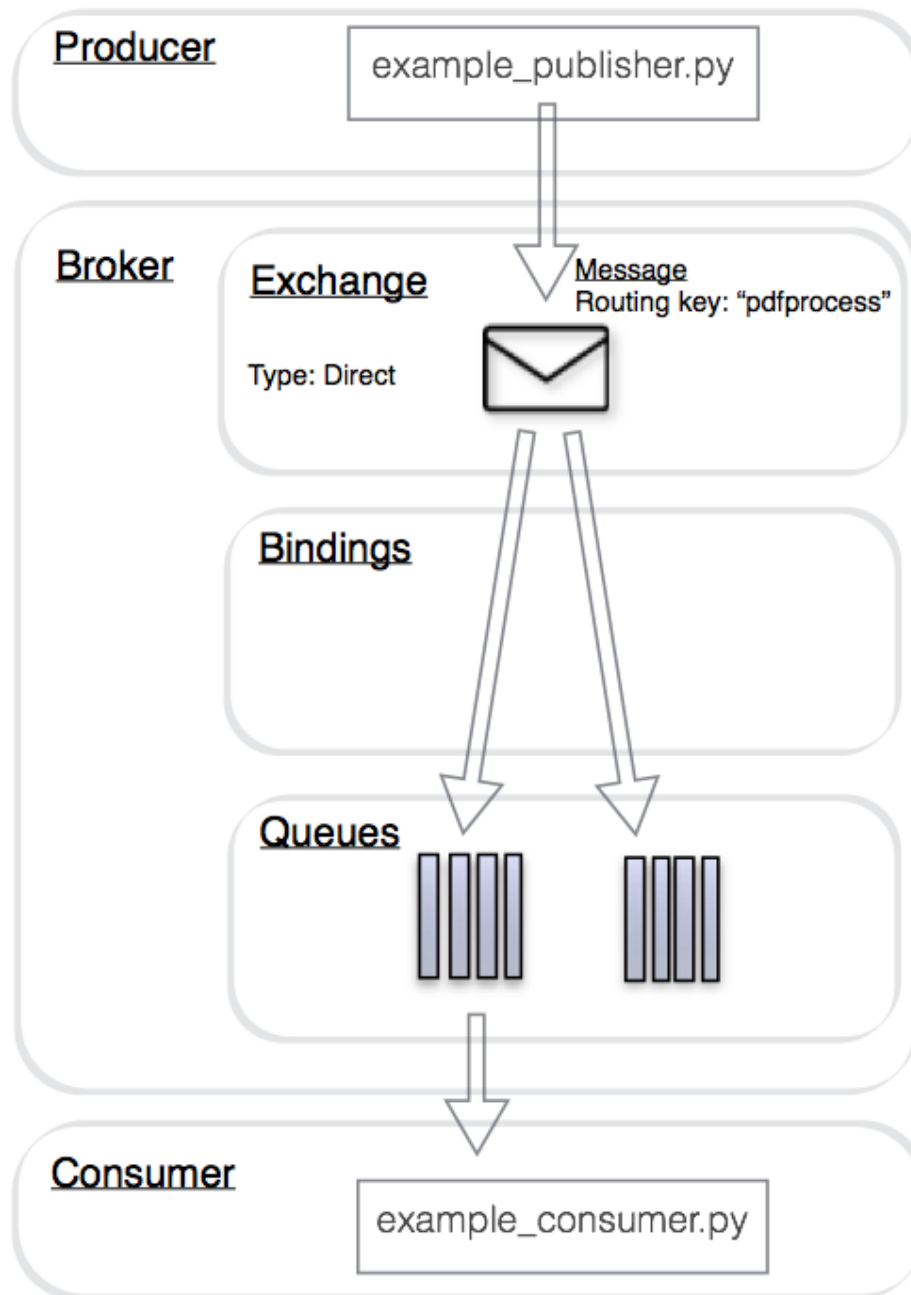 Producer
example_publisher.py
Broker
Exchange
Message
Routing key: “pdfprocess”
Type: Direct
Bindings
Queues
Consumer
example_consumer.py